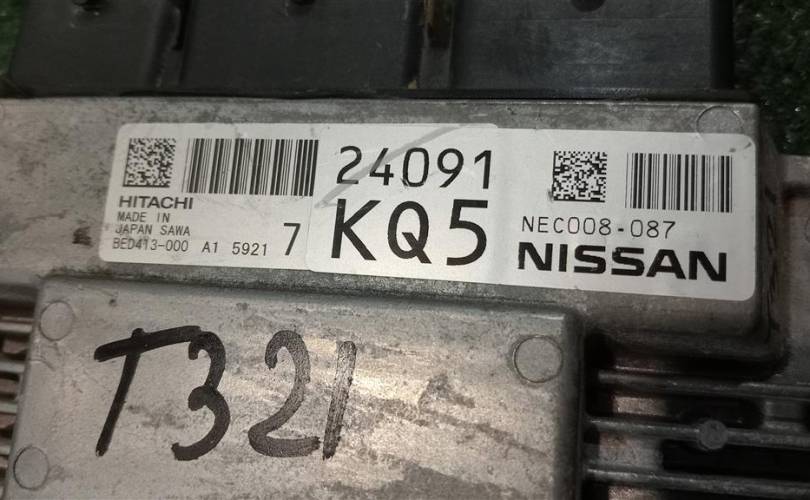 HITACHI
MADE IN
JAPAN SAWA
BED413-000 A1 5921 7
24091
KQ5
NEC008-087
NISSAN
T321